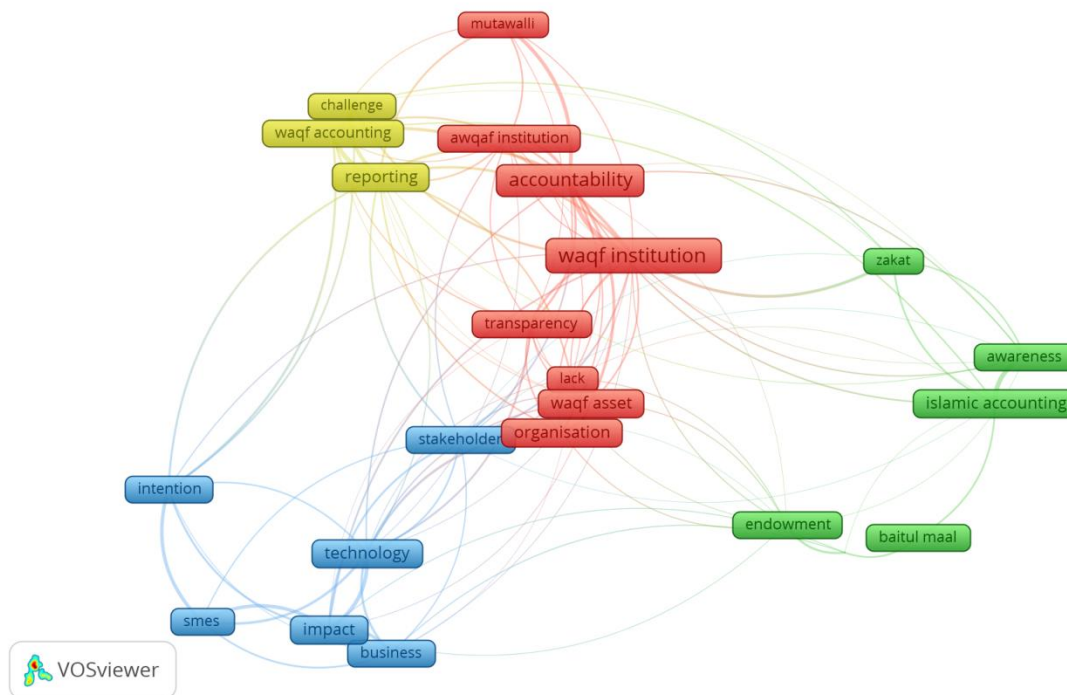 mutawalli
challenge
waqf accounting
awqaf institution
reporting
accountability
waqf institution
zakat
transparency
awareness
lack
waqf asset
islamic accounting
organisation
stakeholder
intention
endowment
baitul maal
technology
smes
impact
business
VOSviewer